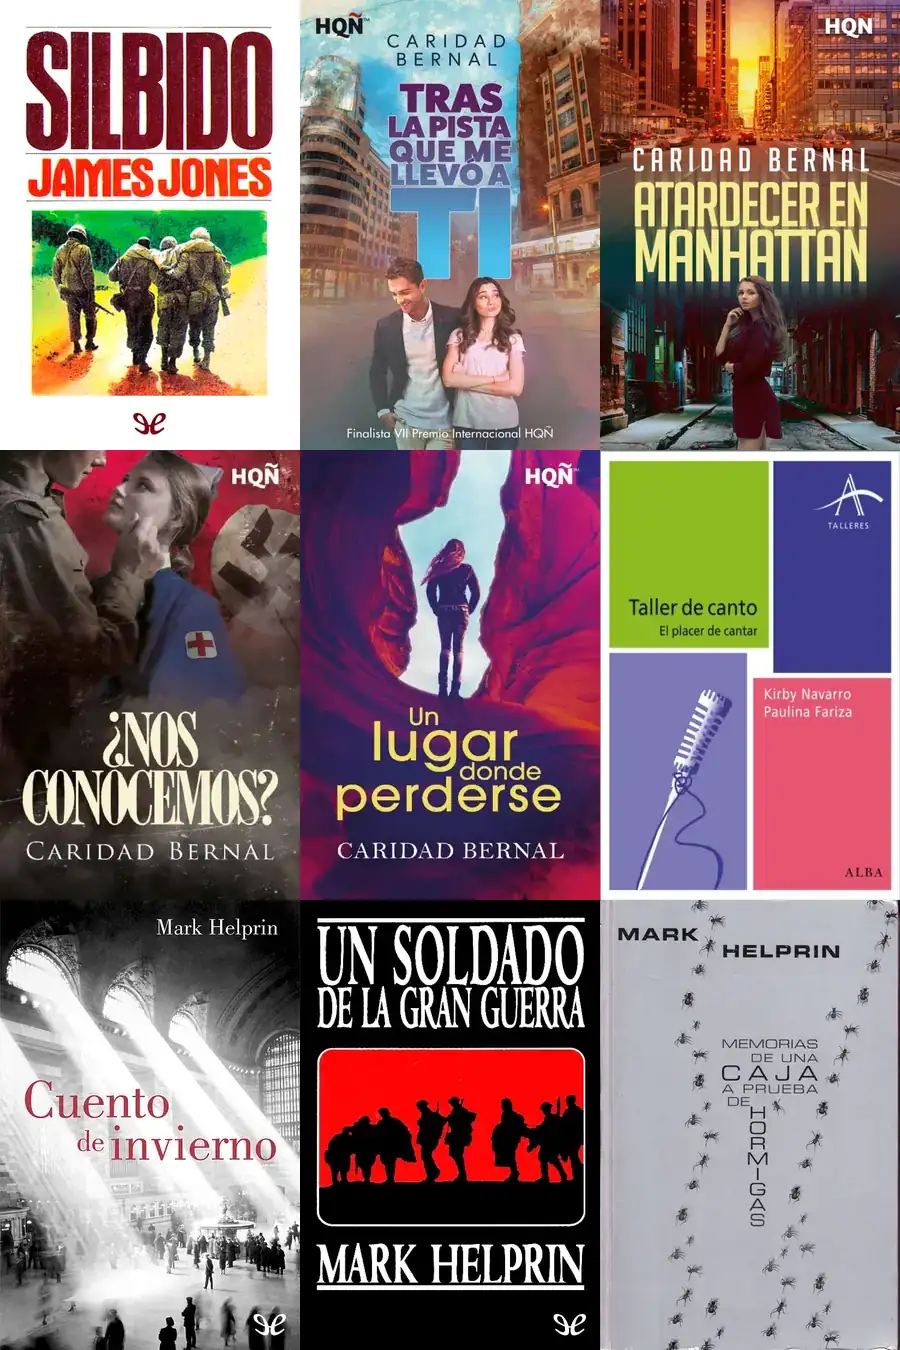 SILBIDO
JAMES JONES
HQÑ™
CARIDAD
BERNAL
TRAS
LA PISTA
QUE ME
LLEVÓ A
TI
Finalista VII Premio Internacional HQÑ
HQÑ
CARIDAD BERNAL
ATARDECER EN
MANHATTAN
HQÑ
¿NOS
CONOCEMOS?
CARIDAD BERNAL
HQÑ™
Un
lugar
donde
perderse
CARIDAD BERNAL
A
TALLERES
Taller de canto
El placer de cantar
Kirby Navarro
Paulina Fariza
ALBA
Mark Helprin
Cuento
de invierno
UN SOLDADO
DE LA GRAN GUERRA
MARK HELPRIN
MARK
HELPRIN
MEMORIAS
DE UNA
CAJA
A PRUEBA
DE
HORMIGAS